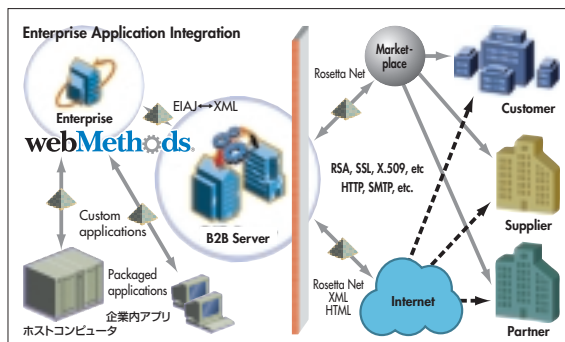 Enterprise Application Integration
Enterprise
EIAJ↔XML
webMethods®
B2B Server
Custom
applications
Packaged
applications
企業内アプリ
ホストコンピュータ
Rosetta Net
Market-
place
Customer
RSA, SSL, X.509, etc
HTTP, SMTP, etc.
Supplier
Rosetta Net
XML
HTML
Internet
Partner